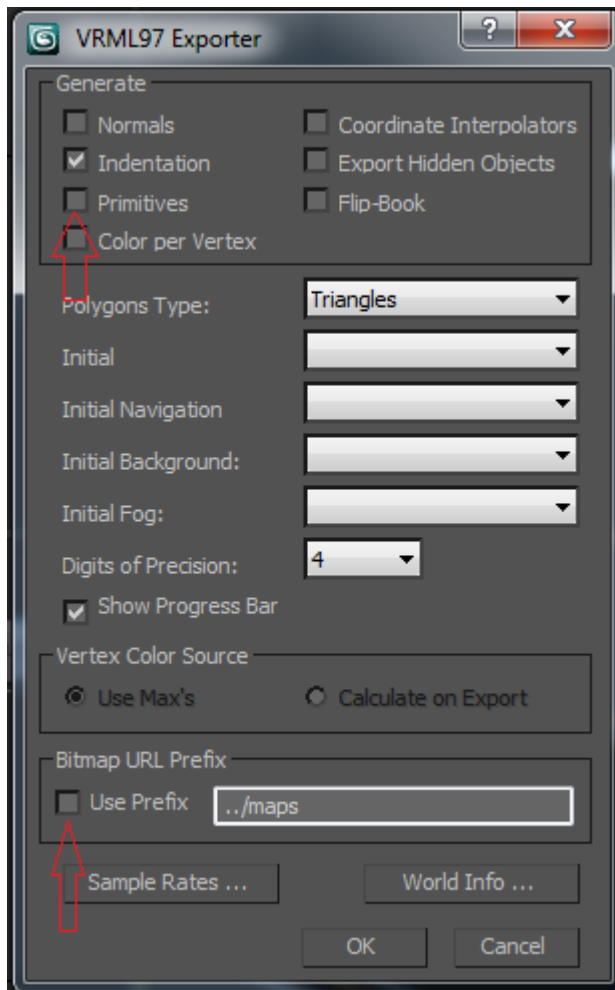 VRML97 Exporter
Generate
Normals
Coordinate Interpolators
Indentation
Export Hidden Objects
Primitives
Flip-Book
Color per Vertex
Polygons Type:
Triangles
Initial
Initial Navigation
Initial Background:
Initial Fog:
Digits of Precision:
4
Show Progress Bar
Vertex Color Source
Use Max's
Calculate on Export
Bitmap URL Prefix
Use Prefix
../maps
Sample Rates ...
World Info ...
OK
Cancel